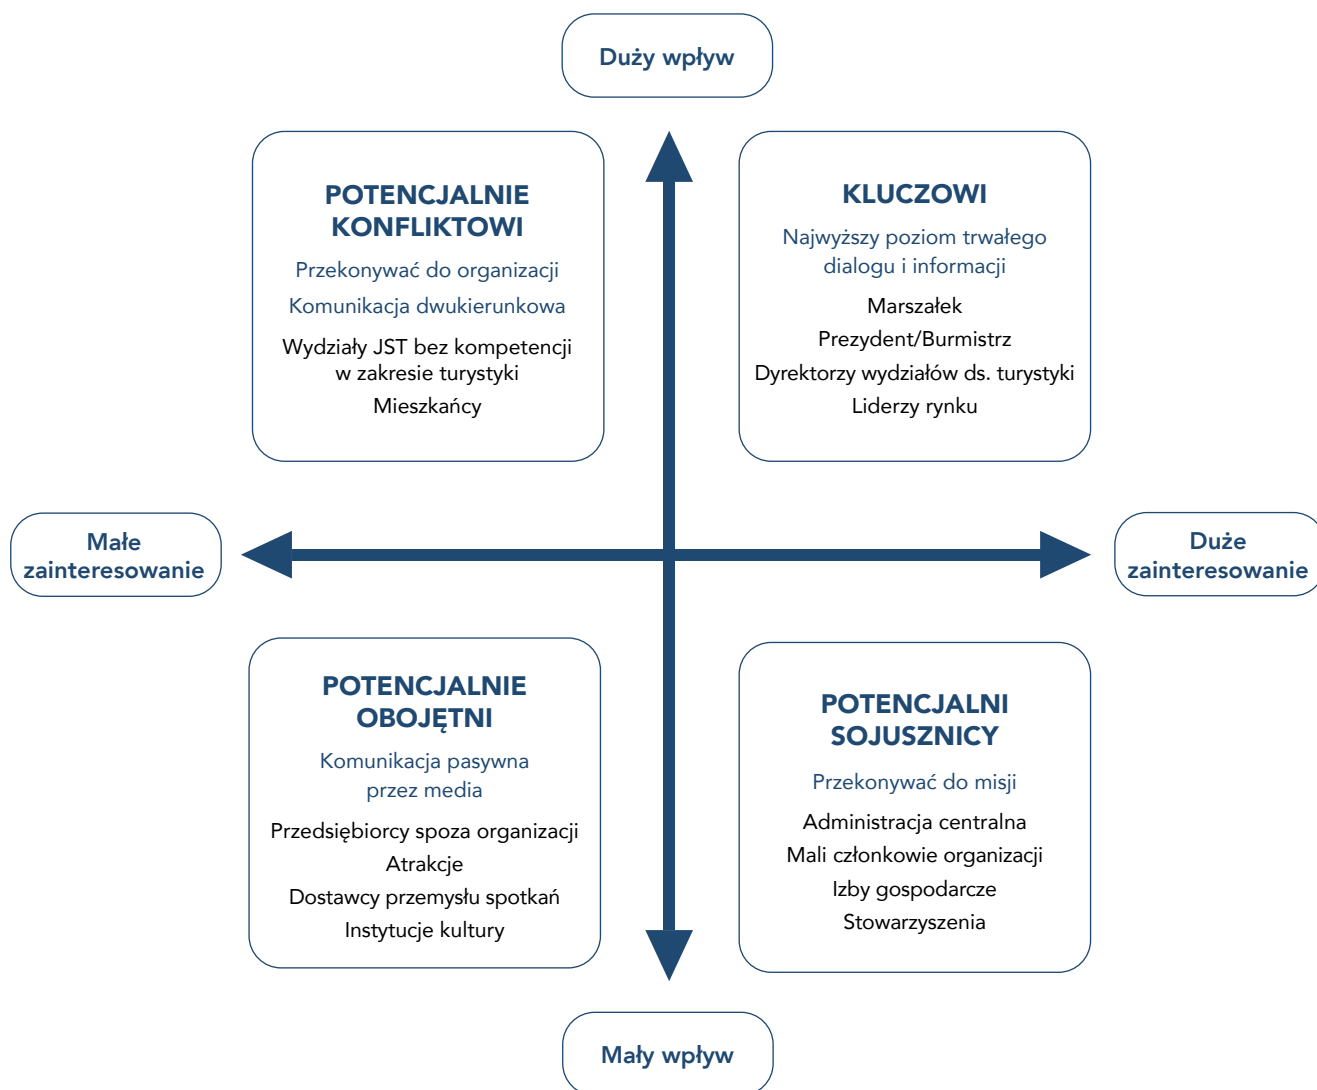 Duży wpływ
POTENCJALNIE
KONFLIKTOWI
Przekonywać do organizacji
Komunikacja dwukierunkowa
Wydziały JST bez kompetencji
w zakresie turystyki
Mieszkańcy
KLUCZOWI
Najwyższy poziom trwałego
dialogu i informacji
Marszałek
Prezydent/Burmistrz
Dyrektorzy wydziałów ds. turystyki
Liderzy rynku
Małe
zainteresowanie
Duże
zainteresowanie
POTENCJALNIE
OBOJĘTNI
Komunikacja pasywna
przez media
Przedsiębiorcy spoza organizacji
Atrakcje
Dostawcy przemysłu spotkań
Instytucje kultury
POTENCJALNI
SOJUSZNICY
Przekonywać do misji
Administracja centralna
Mali członkowie organizacji
Izby gospodarcze
Stowarzyszenia
Mały wpływ